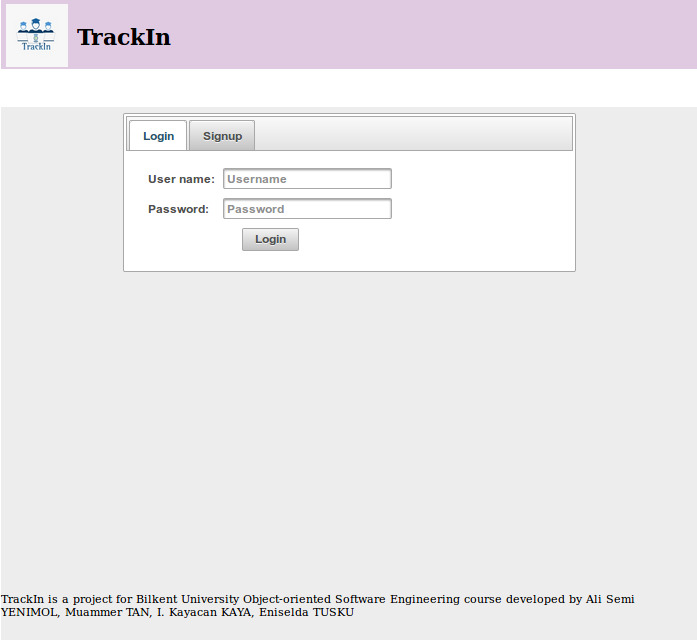 TrackIn
TrackIn
Login
Signup
User name:
Username
Password:
Password
Login
TrackIn is a project for Bilkent University Object-oriented Software Engineering course developed by Ali Semi
YENIMOL, Muammer TAN, I. Kayacan KAYA, Eniselda TUSKU